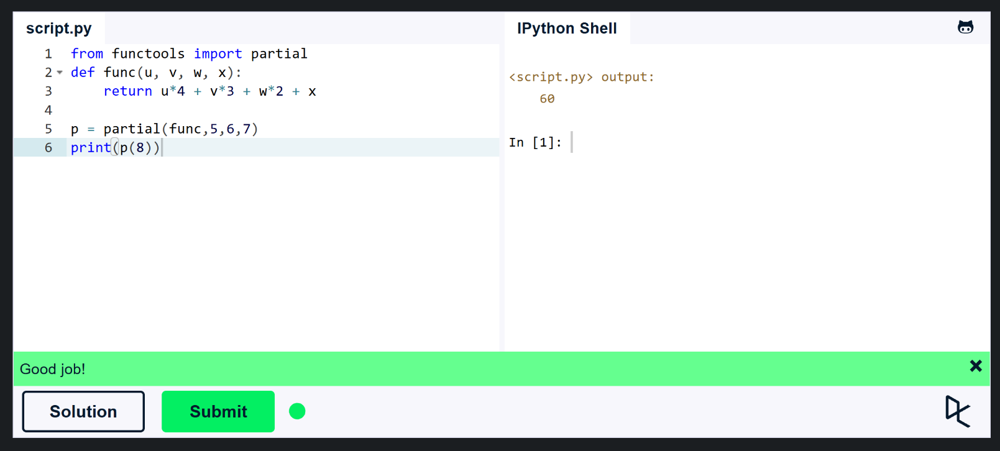 script.py
1 from functools import partial
2 def func(u, v, w, x):
3     return u*4 + v*3 + w*2 + x
4
5 p = partial(func,5,6,7)
6 print(p(8))
IPython Shell
<script.py> output:
    60
In [1]:
Good job!
Solution
Submit